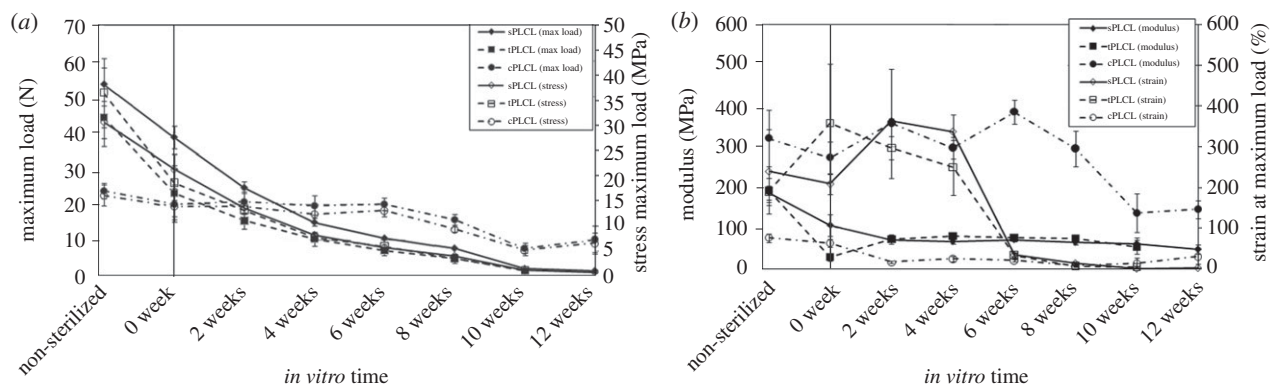 (a)
70
60
50
40
30
20
10
0
maximum load (N)
50
45
40
35
30
25
20
15
10
5
0
stress maximum load (MPa)
sPLCL (max load)
tPLCL (max load)
cPLCL (max load)
sPLCL (stress)
tPLCL (stress)
cPLCL (stress)
non-sterilized
0 week
2 weeks
4 weeks
6 weeks
8 weeks
10 weeks
12 weeks
in vitro time
(b)
600
500
400
300
200
100
0
modulus (MPa)
600
500
400
300
200
100
0
strain at maximum load (%)
sPLCL (modulus)
tPLCL (modulus)
cPLCL (modulus)
sPLCL (strain)
tPLCL (strain)
cPLCL (strain)
non-sterilized
0 week
2 weeks
4 weeks
6 weeks
8 weeks
10 weeks
12 weeks
in vitro time